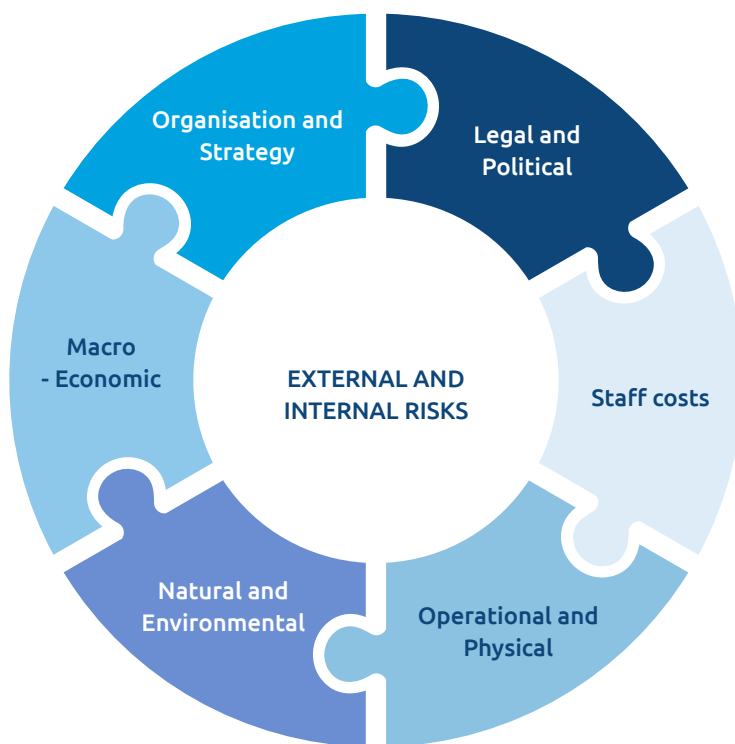 Organisation and
Strategy
Legal and
Political
Macro
- Economic
EXTERNAL AND
INTERNAL RISKS
Staff costs
Natural and
Environmental
Operational and
Physical